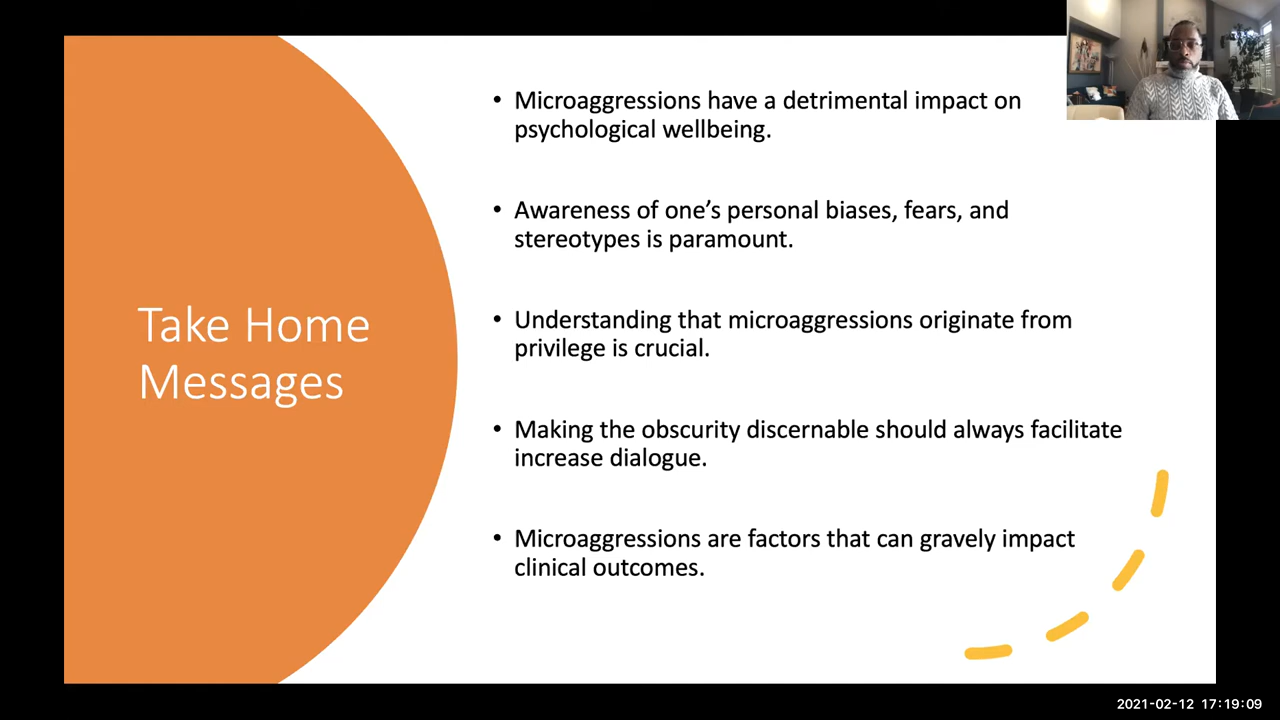 Take Home
Messages
• Microaggressions have a detrimental impact on
psychological wellbeing.
• Awareness of one’s personal biases, fears, and
stereotypes is paramount.
• Understanding that microaggressions originate from
privilege is crucial.
• Making the obscurity discernable should always facilitate
increase dialogue.
• Microaggressions are factors that can gravely impact
clinical outcomes.
2021-02-12 17:19:09